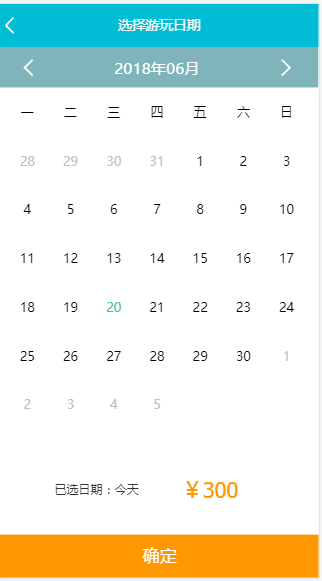 选择游玩日期
2018年06月
一 二 三 四 五 六 日
28 29 30 31 1 2 3
4 5 6 7 8 9 10
11 12 13 14 15 16 17
18 19 20 21 22 23 24
25 26 27 28 29 30 1
2 3 4 5
已选日期：今天 ￥300
确定